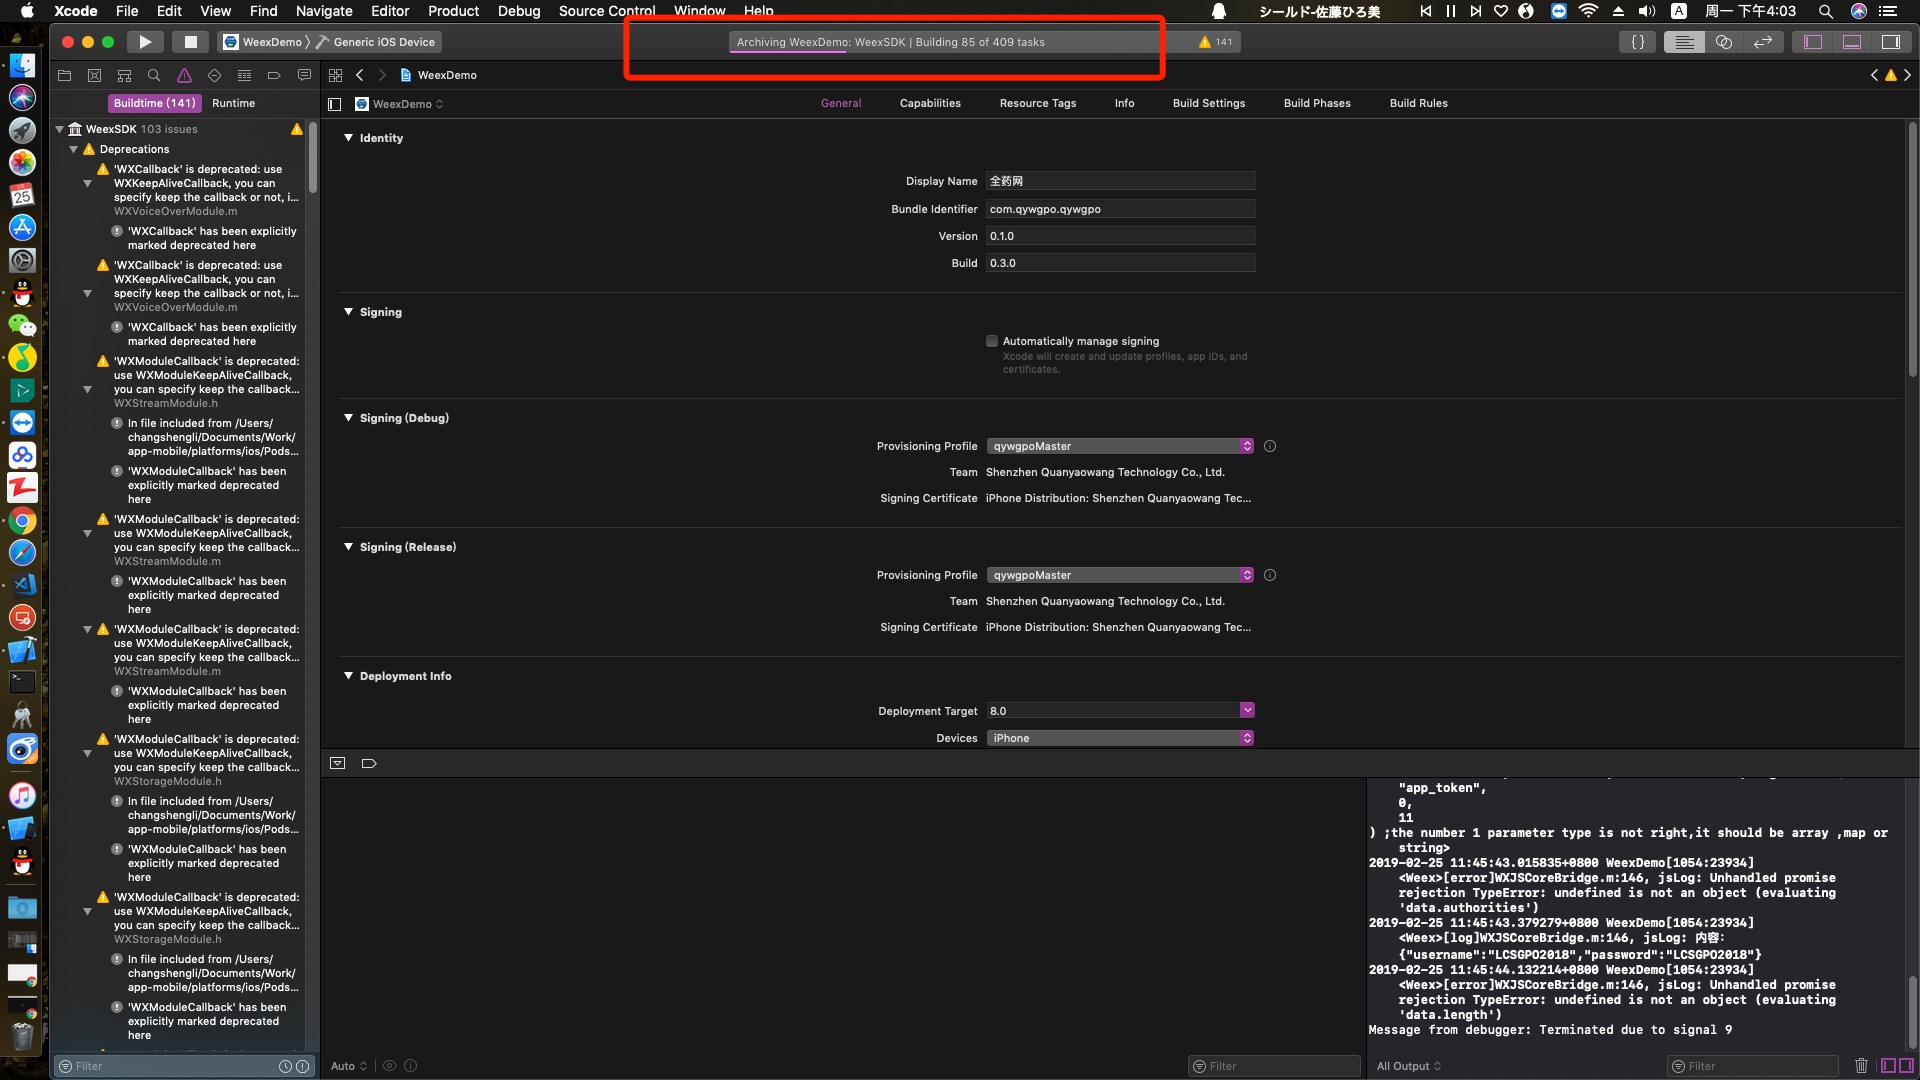 Xcode File Edit View Find Navigate Editor Product Debug Source Control Window Help シールド-佐藤ひろ美 A 周一 下午4:03
WeexDemo Generic iOS Device
Archiving WeexDemo: WeexSDK | Building 85 of 409 tasks 141
WeexDemo
Buildtime (141) Runtime
WeexDemo
General Capabilities Resource Tags Info Build Settings Build Phases Build Rules
WeexSDK 103 issues
Deprecations
'WXCallback' is deprecated: use
WXKeepAliveCallback, you can
specify keep the callback or not, i...
WXVoiceOverModule.m
'WXCallback' has been explicitly
marked deprecated here
'WXCallback' is deprecated: use
WXKeepAliveCallback, you can
specify keep the callback or not, i...
WXVoiceOverModule.m
'WXCallback' has been explicitly
marked deprecated here
'WXModuleCallback' is deprecated:
use WXModuleKeepAliveCallback,
you can specify keep the callback...
WXStreamModule.h
In file included from /Users/
changshengli/Documents/Work/
app-mobile/platforms/ios/Pods...
'WXModuleCallback' has been
explicitly marked deprecated
here
'WXModuleCallback' is deprecated:
use WXModuleKeepAliveCallback,
you can specify keep the callback...
WXStreamModule.m
'WXModuleCallback' has been
explicitly marked deprecated
here
'WXModuleCallback' is deprecated:
use WXModuleKeepAliveCallback,
you can specify keep the callback...
WXStreamModule.m
'WXModuleCallback' has been
explicitly marked deprecated
here
'WXModuleCallback' is deprecated:
use WXModuleKeepAliveCallback,
you can specify keep the callback...
WXStorageModule.h
In file included from /Users/
changshengli/Documents/Work/
app-mobile/platforms/ios/Pods...
'WXModuleCallback' has been
explicitly marked deprecated
here
'WXModuleCallback' is deprecated:
use WXModuleKeepAliveCallback,
you can specify keep the callback...
WXStorageModule.h
In file included from /Users/
changshengli/Documents/Work/
app-mobile/platforms/ios/Pods...
'WXModuleCallback' has been
explicitly marked deprecated
here
Filter
25
Identity
Display Name 全药网
Bundle Identifier com.qywgpo.qywgpo
Version 0.1.0
Build 0.3.0
Signing
Automatically manage signing
Xcode will create and update profiles, app IDs, and
certificates.
Signing (Debug)
Provisioning Profile qywgpoMaster
Team Shenzhen Quanyaowang Technology Co., Ltd.
Signing Certificate iPhone Distribution: Shenzhen Quanyaowang Tec...
Signing (Release)
Provisioning Profile qywgpoMaster
Team Shenzhen Quanyaowang Technology Co., Ltd.
Signing Certificate iPhone Distribution: Shenzhen Quanyaowang Tec...
Deployment Info
Deployment Target 8.0
Devices iPhone
"app_token",
0,
11
) ;the number 1 parameter type is not right,it should be array ,map or
string>
2019-02-25 11:45:43.015835+0800 WeexDemo[1054:23934]
<Weex>[error]WXJSCoreBridge.m:146, jsLog: Unhandled promise
rejection TypeError: undefined is not an object (evaluating
'data.authorities')
2019-02-25 11:45:43.379279+0800 WeexDemo[1054:23934]
<Weex>[log]WXJSCoreBridge.m:146, jsLog: 内容:
{"username":"LCSGPO2018","password":"LCSGPO2018"}
2019-02-25 11:45:44.132214+0800 WeexDemo[1054:23934]
<Weex>[error]WXJSCoreBridge.m:146, jsLog: Unhandled promise
rejection TypeError: undefined is not an object (evaluating
'data.length')
Message from debugger: Terminated due to signal 9
Auto Filter All Output Filter